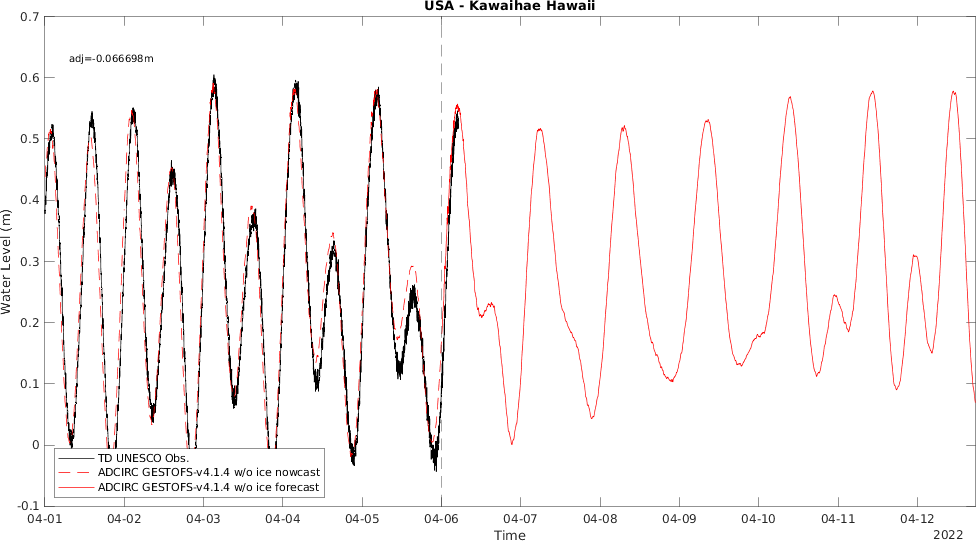 USA - Kawaihae Hawaii
adj=-0.066698m
Water Level (m)
0.7
0.6
0.5
0.4
0.3
0.2
0.1
0
-0.1
TD UNESCO Obs.
ADCIRC GESTOFS-v4.1.4 w/o ice nowcast
ADCIRC GESTOFS-v4.1.4 w/o ice forecast
04-01 04-02 04-03 04-04 04-05 04-06 04-07 04-08 04-09 04-10 04-11 04-12
Time
2022